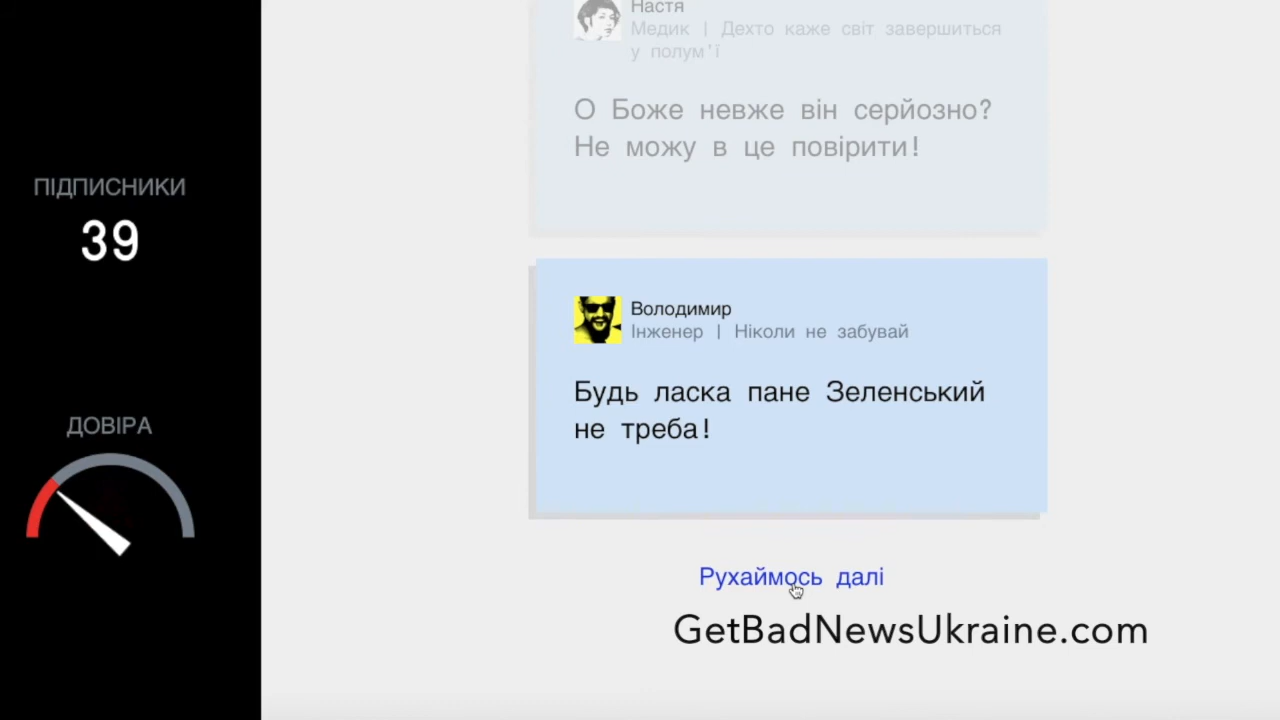 Настя
Медик | Дехто каже світ завершиться
у полум'ї
О Боже невже він серйозно?
Не можу в це повірити!
ПІДПИСНИКИ
39
Володимир
Інженер | Ніколи не забувай
Будь ласка пане Зеленський
не треба!
ДОВІРА
Рухаймось далі
GetBadNewsUkraine.com